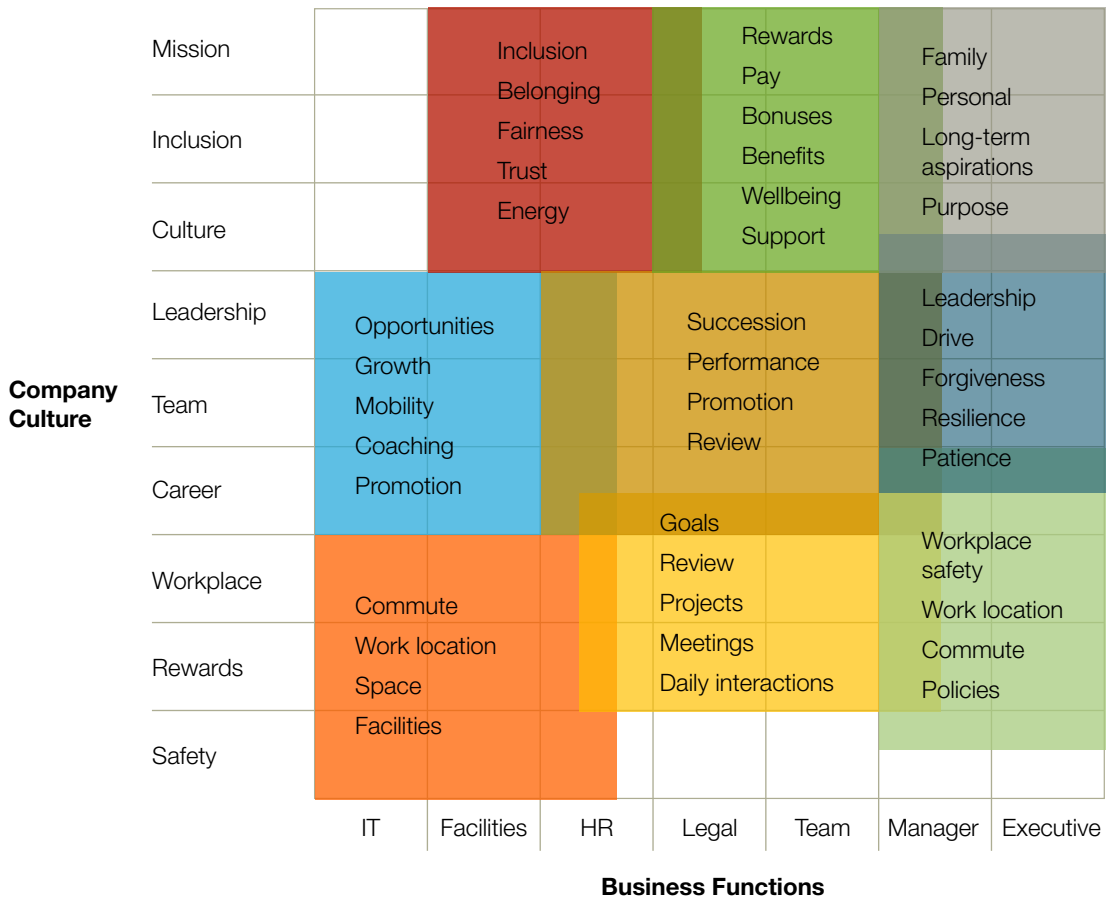 Mission
Inclusion
Culture
Leadership
Team
Career
Workplace
Rewards
Safety
Company
Culture
Inclusion
Belonging
Fairness
Trust
Energy
Rewards
Pay
Bonuses
Benefits
Wellbeing
Support
Family
Personal
Long-term
aspirations
Purpose
Opportunities
Growth
Mobility
Coaching
Promotion
Succession
Performance
Promotion
Review
Leadership
Drive
Forgiveness
Resilience
Patience
Commute
Work location
Space
Facilities
Goals
Review
Projects
Meetings
Daily interactions
Workplace
safety
Work location
Commute
Policies
IT
Facilities
HR
Legal
Team
Manager
Executive
Business Functions